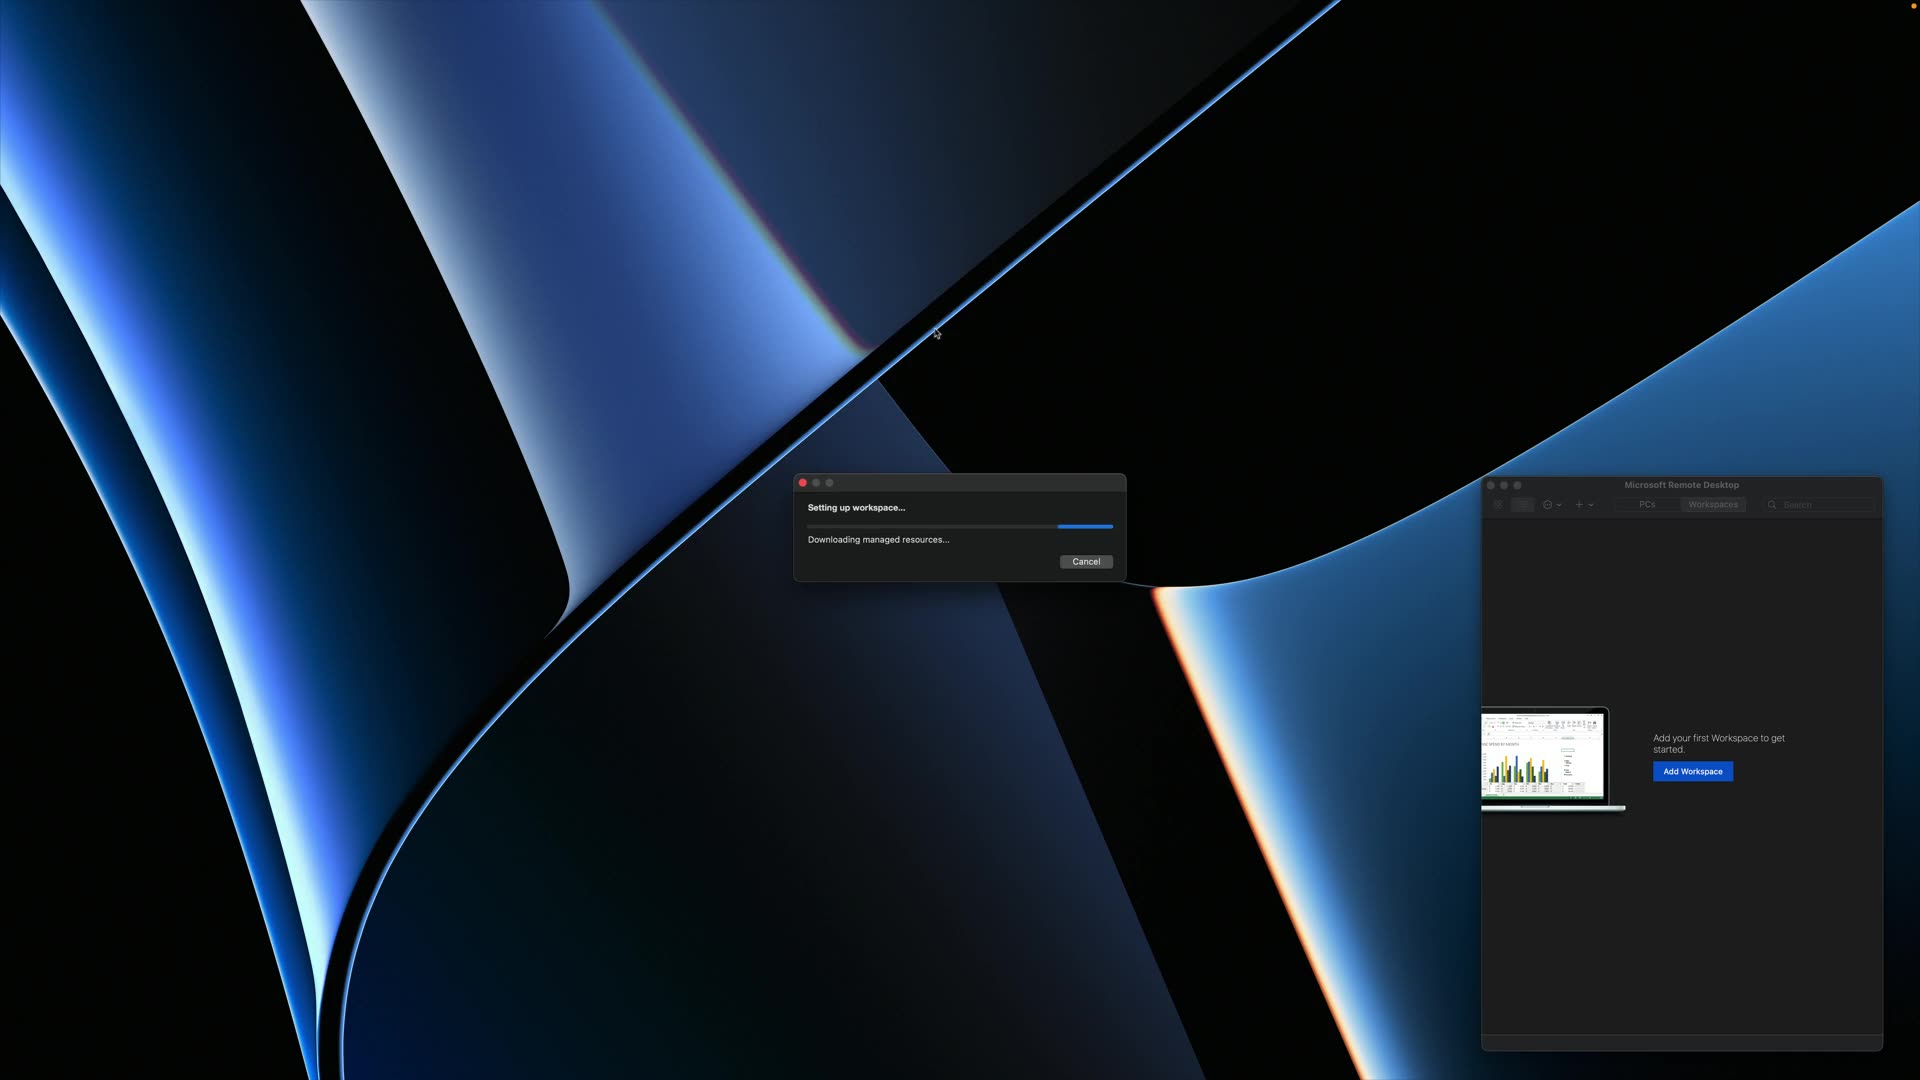 Setting up workspace...
Downloading managed resources...
Cancel
Microsoft Remote Desktop
PCs
Workspaces
Search
Add your first Workspace to get
started.
Add Workspace